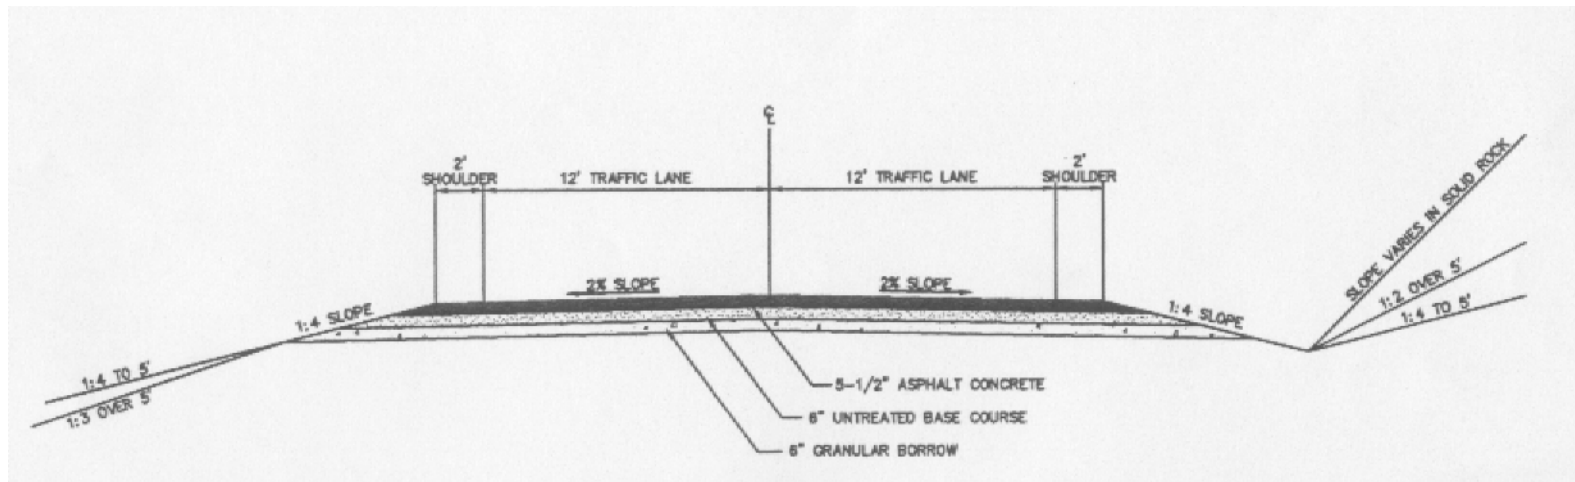 ℄
2'
SHOULDER
12' TRAFFIC LANE
12' TRAFFIC LANE
2'
SHOULDER
2% SLOPE
2% SLOPE
1:4 SLOPE
1:4 SLOPE
SLOPE VARIES IN SOLID ROCK
1:2 OVER 5'
1:4 TO 5'
1:4 TO 5'
1:3 OVER 5'
5-1/2" ASPHALT CONCRETE
6" UNTREATED BASE COURSE
6" GRANULAR BORROW